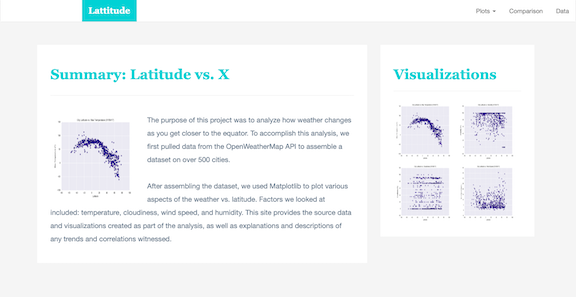 Lattitude
Plots
Comparison
Data
Summary: Latitude vs. X
The purpose of this project was to analyze how weather changes
as you get closer to the equator. To accomplish this analysis, we
first pulled data from the OpenWeatherMap API to assemble a
dataset on over 500 cities.
After assembling the dataset, we used Matplotlib to plot various
aspects of the weather vs. latitude. Factors we looked at
included: temperature, cloudiness, wind speed, and humidity. This site provides the source data
and visualizations created as part of the analysis, as well as explanations and descriptions of
any trends and correlations witnessed.
Visualizations